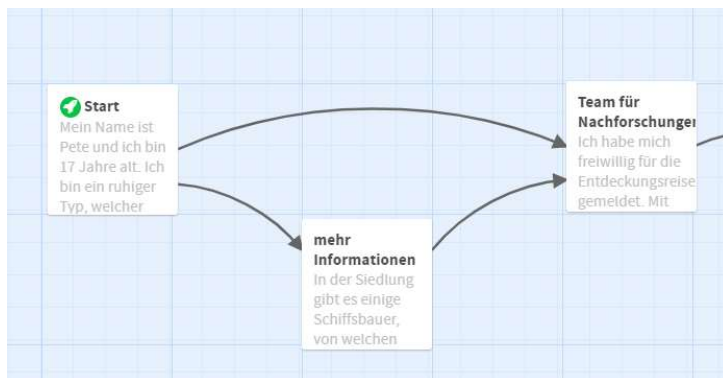 Start
Mein Name ist
Pete und ich bin
17 Jahre alt. Ich
bin ein ruhiger
Typ, welcher
mehr
Informationen
In der Siedlung
gibt es einige
Schiffsbauer,
von welchen
Team für
Nachforschungen
Ich habe mich
freiwillig für die
Entdeckungsreise
gemeldet. Mit